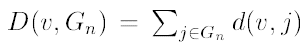 D(v, G_n) = ∑_{j∈G_n} d(v, j)